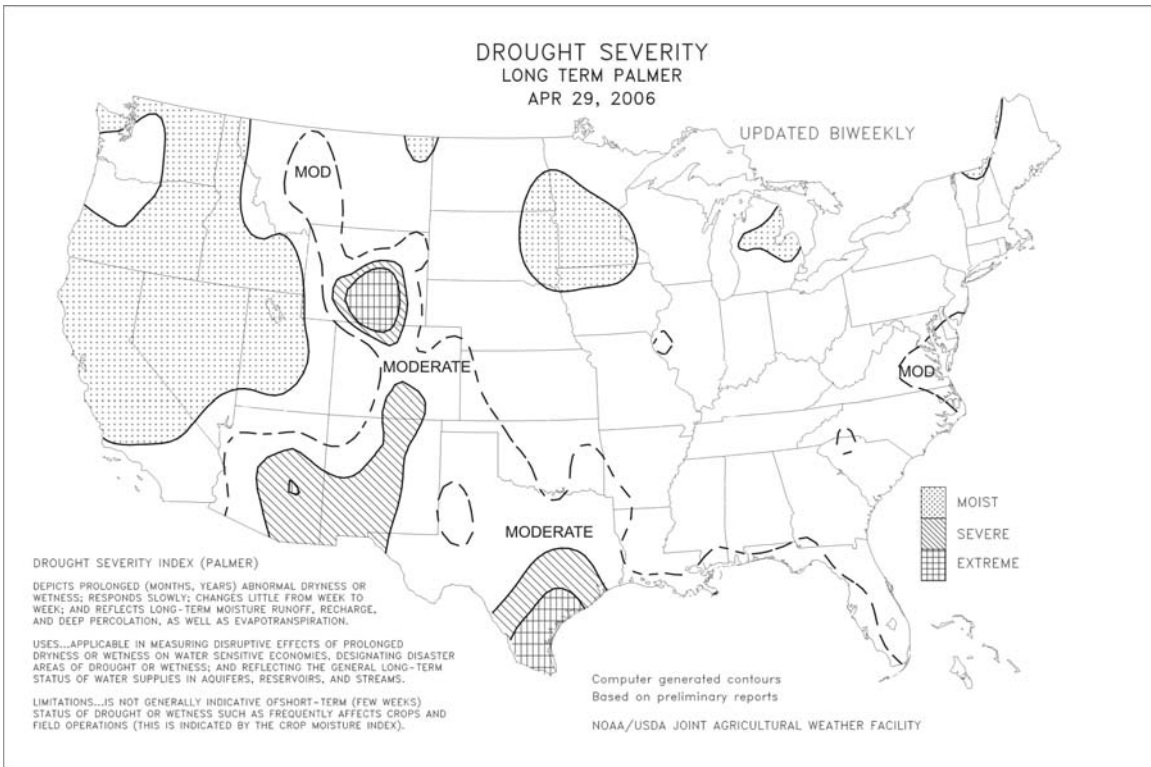 DROUGHT SEVERITY
LONG TERM PALMER
APR 29, 2006
UPDATED BIWEEKLY
MOD
MODERATE
MOD
MODERATE
MOIST
SEVERE
EXTREME
DROUGHT SEVERITY INDEX (PALMER)
DEPICTS PROLONGED (MONTHS, YEARS) ABNORMAL DRYNESS OR
WETNESS; RESPONDS SLOWLY; CHANGES LITTLE FROM WEEK TO
WEEK; AND REFLECTS LONG-TERM MOISTURE RUNOFF, RECHARGE,
AND DEEP PERCOLATION, AS WELL AS EVAPOTRANSPIRATION.
USES...APPLICABLE IN MEASURING DISRUPTIVE EFFECTS OF PROLONGED
DRYNESS OR WETNESS ON WATER SENSITIVE ECONOMIES, DESIGNATING DISASTER
AREAS OF DROUGHT OR WETNESS; AND REFLECTING THE GENERAL LONG-TERM
STATUS OF WATER SUPPLIES IN AQUIFERS, RESERVOIRS, AND STREAMS.
LIMITATIONS...IS NOT GENERALLY INDICATIVE OFSHORT-TERM (FEW WEEKS)
STATUS OF DROUGHT OR WETNESS SUCH AS FREQUENTLY AFFECTS CROPS AND
FIELD OPERATIONS (THIS IS INDICATED BY THE CROP MOISTURE INDEX).
Computer generated contours
Based on preliminary reports
NOAA/USDA JOINT AGRICULTURAL WEATHER FACILITY